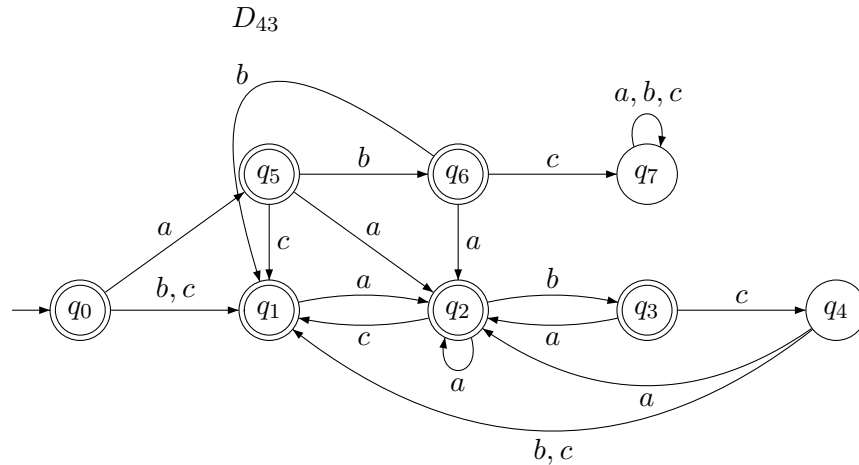 D₄₃
b
a, b, c
q₅
b
q₆
c
q₇
a
c
a
a
q₀
b, c
q₁
a
q₂
b
q₃
c
q₄
c
a
a
a
b, c